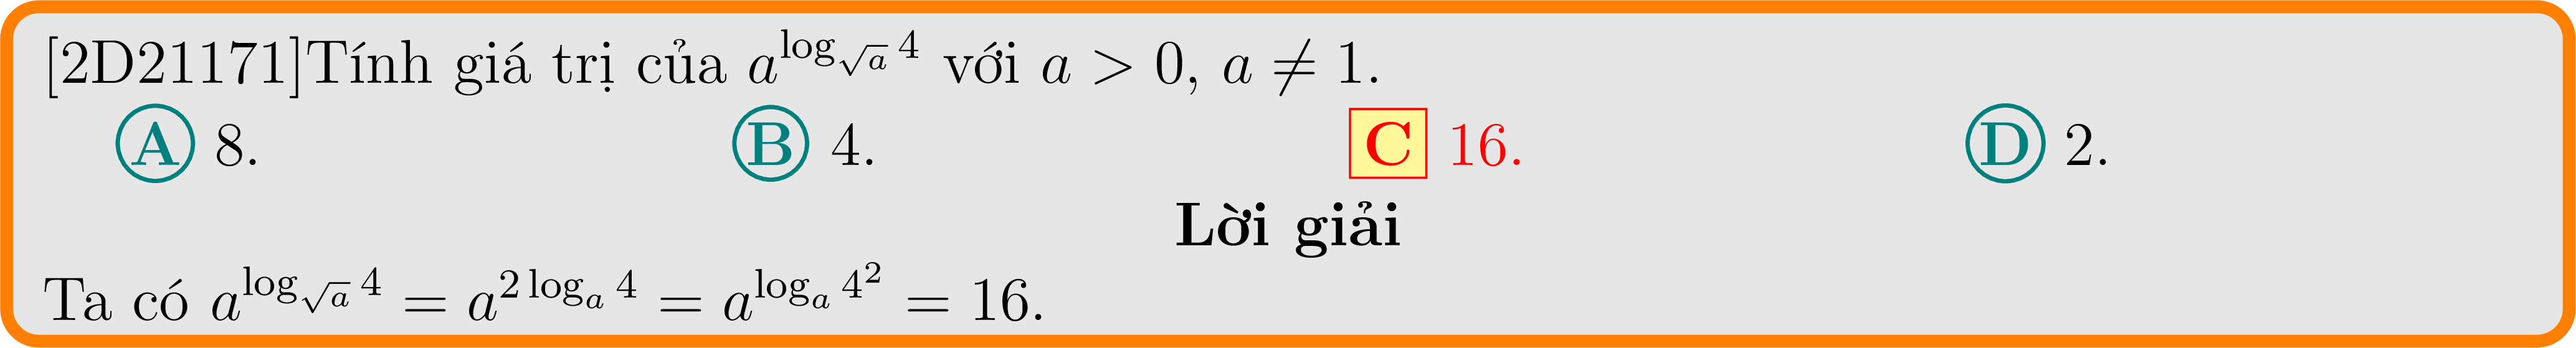 [2D21171]Tính giá trị của $a^{\log_{\sqrt{a}} 4}$ với $a > 0$, $a \neq 1$.
A 8. B 4. C 16. D 2.
Lời giải
Ta có $a^{\log_{\sqrt{a}} 4} = a^{2 \log_a 4} = a^{\log_a 4^2} = 16$.